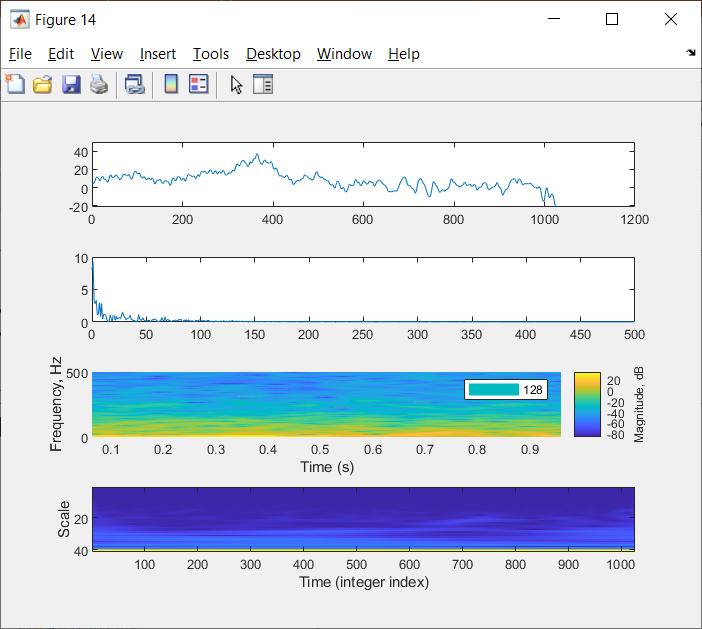 Figure 14
File Edit View Insert Tools Desktop Window Help
40
20
0
-20
0 200 400 600 800 1000 1200
10
5
0
0 50 100 150 200 250 300 350 400 450 500
Frequency, Hz
500
0
128
0.1 0.2 0.3 0.4 0.5 0.6 0.7 0.8 0.9
Time (s)
20
0
-20
-40
-60
-80
Magnitude, dB
Scale
20
40
100 200 300 400 500 600 700 800 900 1000
Time (integer index)